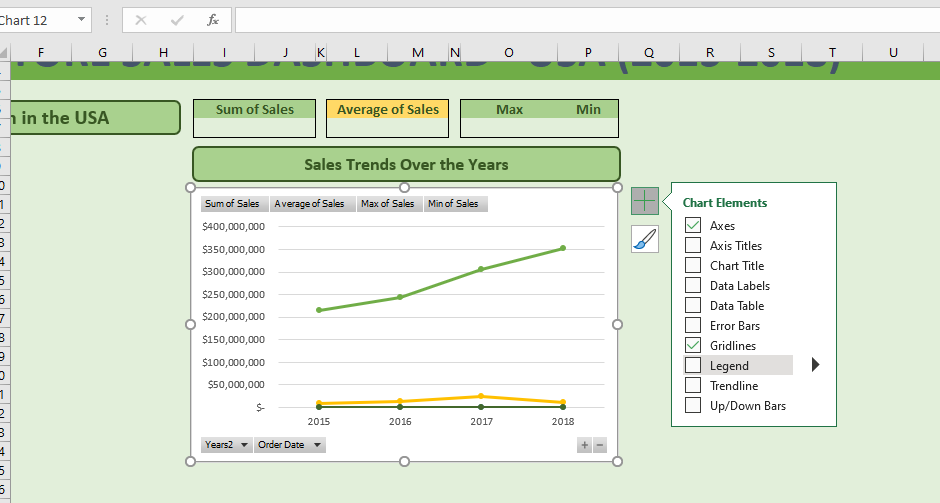 Chart 12
fx
F G H I J K L M N O P Q R S T U
n in the USA
Sum of Sales Average of Sales Max Min
Sales Trends Over the Years
Sum of Sales Average of Sales Max of Sales Min of Sales
Chart Elements
$400,000,000
$350,000,000
$300,000,000
$250,000,000
$200,000,000
$150,000,000
$100,000,000
$50,000,000
$-
2015 2016 2017 2018
Years2 Order Date
+ −
Axes
Axis Titles
Chart Title
Data Labels
Data Table
Error Bars
Gridlines
Legend
Trendline
Up/Down Bars